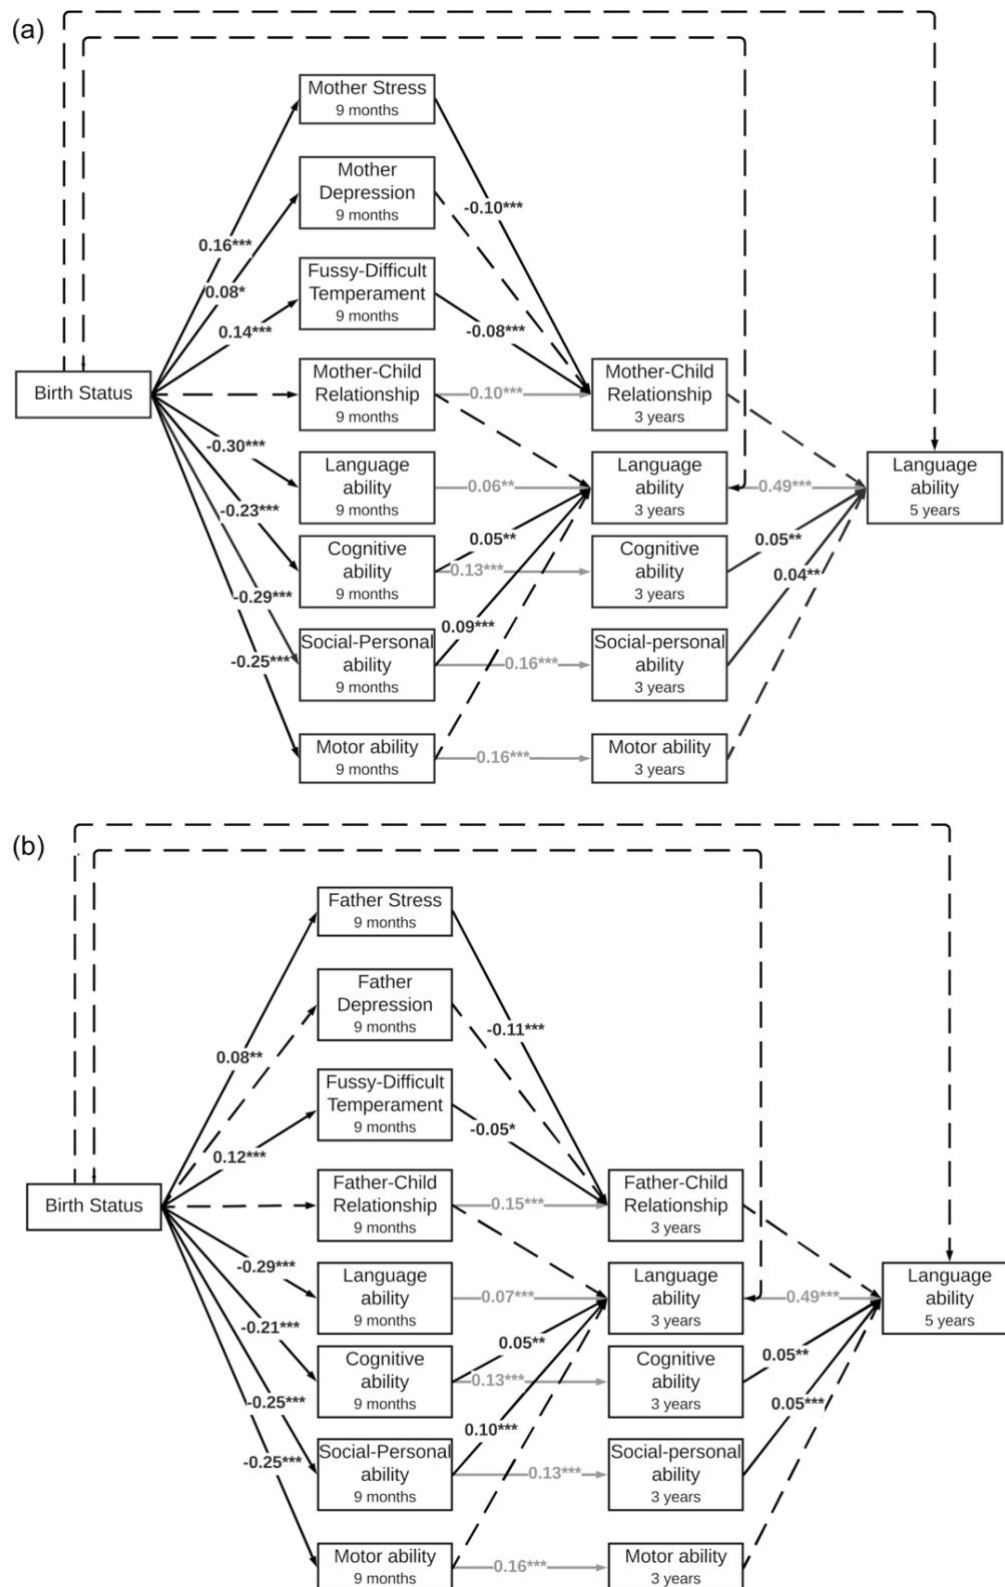 (a)
Mother Stress
9 months
Mother
Depression
9 months
-0.10***
0.16***
0.08*
Fussy-Difficult
Temperament
9 months
0.14***
-0.08***
Birth Status
Mother-Child
Relationship
9 months
0.10***
Mother-Child
Relationship
3 years
-0.30***
Language
ability
9 months
0.06**
Language
ability
3 years
0.49***
Language
ability
5 years
-0.23***
0.05**
0.05**
Cognitive
ability
9 months
0.13***
Cognitive
ability
3 years
0.04**
-0.29***
0.09***
Social-Personal
ability
9 months
-0.25***
0.16***
Social-personal
ability
3 years
Motor ability
9 months
0.16***
Motor ability
3 years
(b)
Father Stress
9 months
Father
Depression
9 months
-0.11***
0.08**
Fussy-Difficult
Temperament
9 months
-0.05*
0.12***
Birth Status
Father-Child
Relationship
9 months
0.15***
Father-Child
Relationship
3 years
-0.29***
Language
ability
9 months
0.07***
Language
ability
3 years
0.49***
Language
ability
5 years
-0.21***
0.05**
0.05**
Cognitive
ability
9 months
0.13***
Cognitive
ability
3 years
-0.25***
0.10***
0.05***
Social-Personal
ability
9 months
-0.25***
0.13***
Social-personal
ability
3 years
Motor ability
9 months
0.16***
Motor ability
3 years